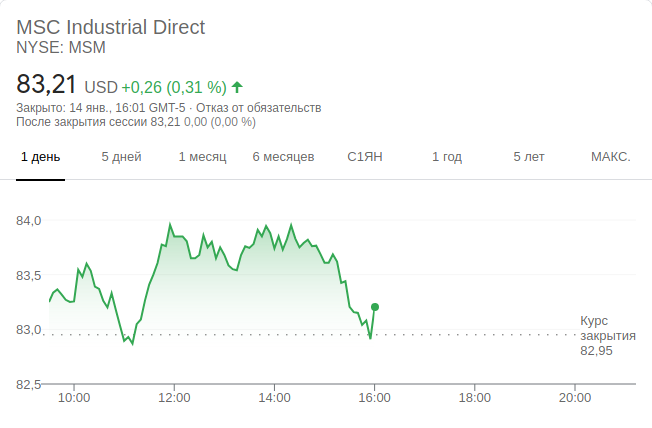 MSC Industrial Direct
NYSE: MSM
83,21 USD +0,26 (0,31 %)
Закрыто: 14 янв., 16:01 GMT-5 · Отказ от обязательств
После закрытия сессии 83,21 0,00 (0,00 %)
1 день 5 дней 1 месяц 6 месяцев С1ЯН 1 год 5 лет МАКС.
84,0
83,5
83,0
Курс
закрытия
82,95
82,5
10:00 12:00 14:00 16:00 18:00 20:00